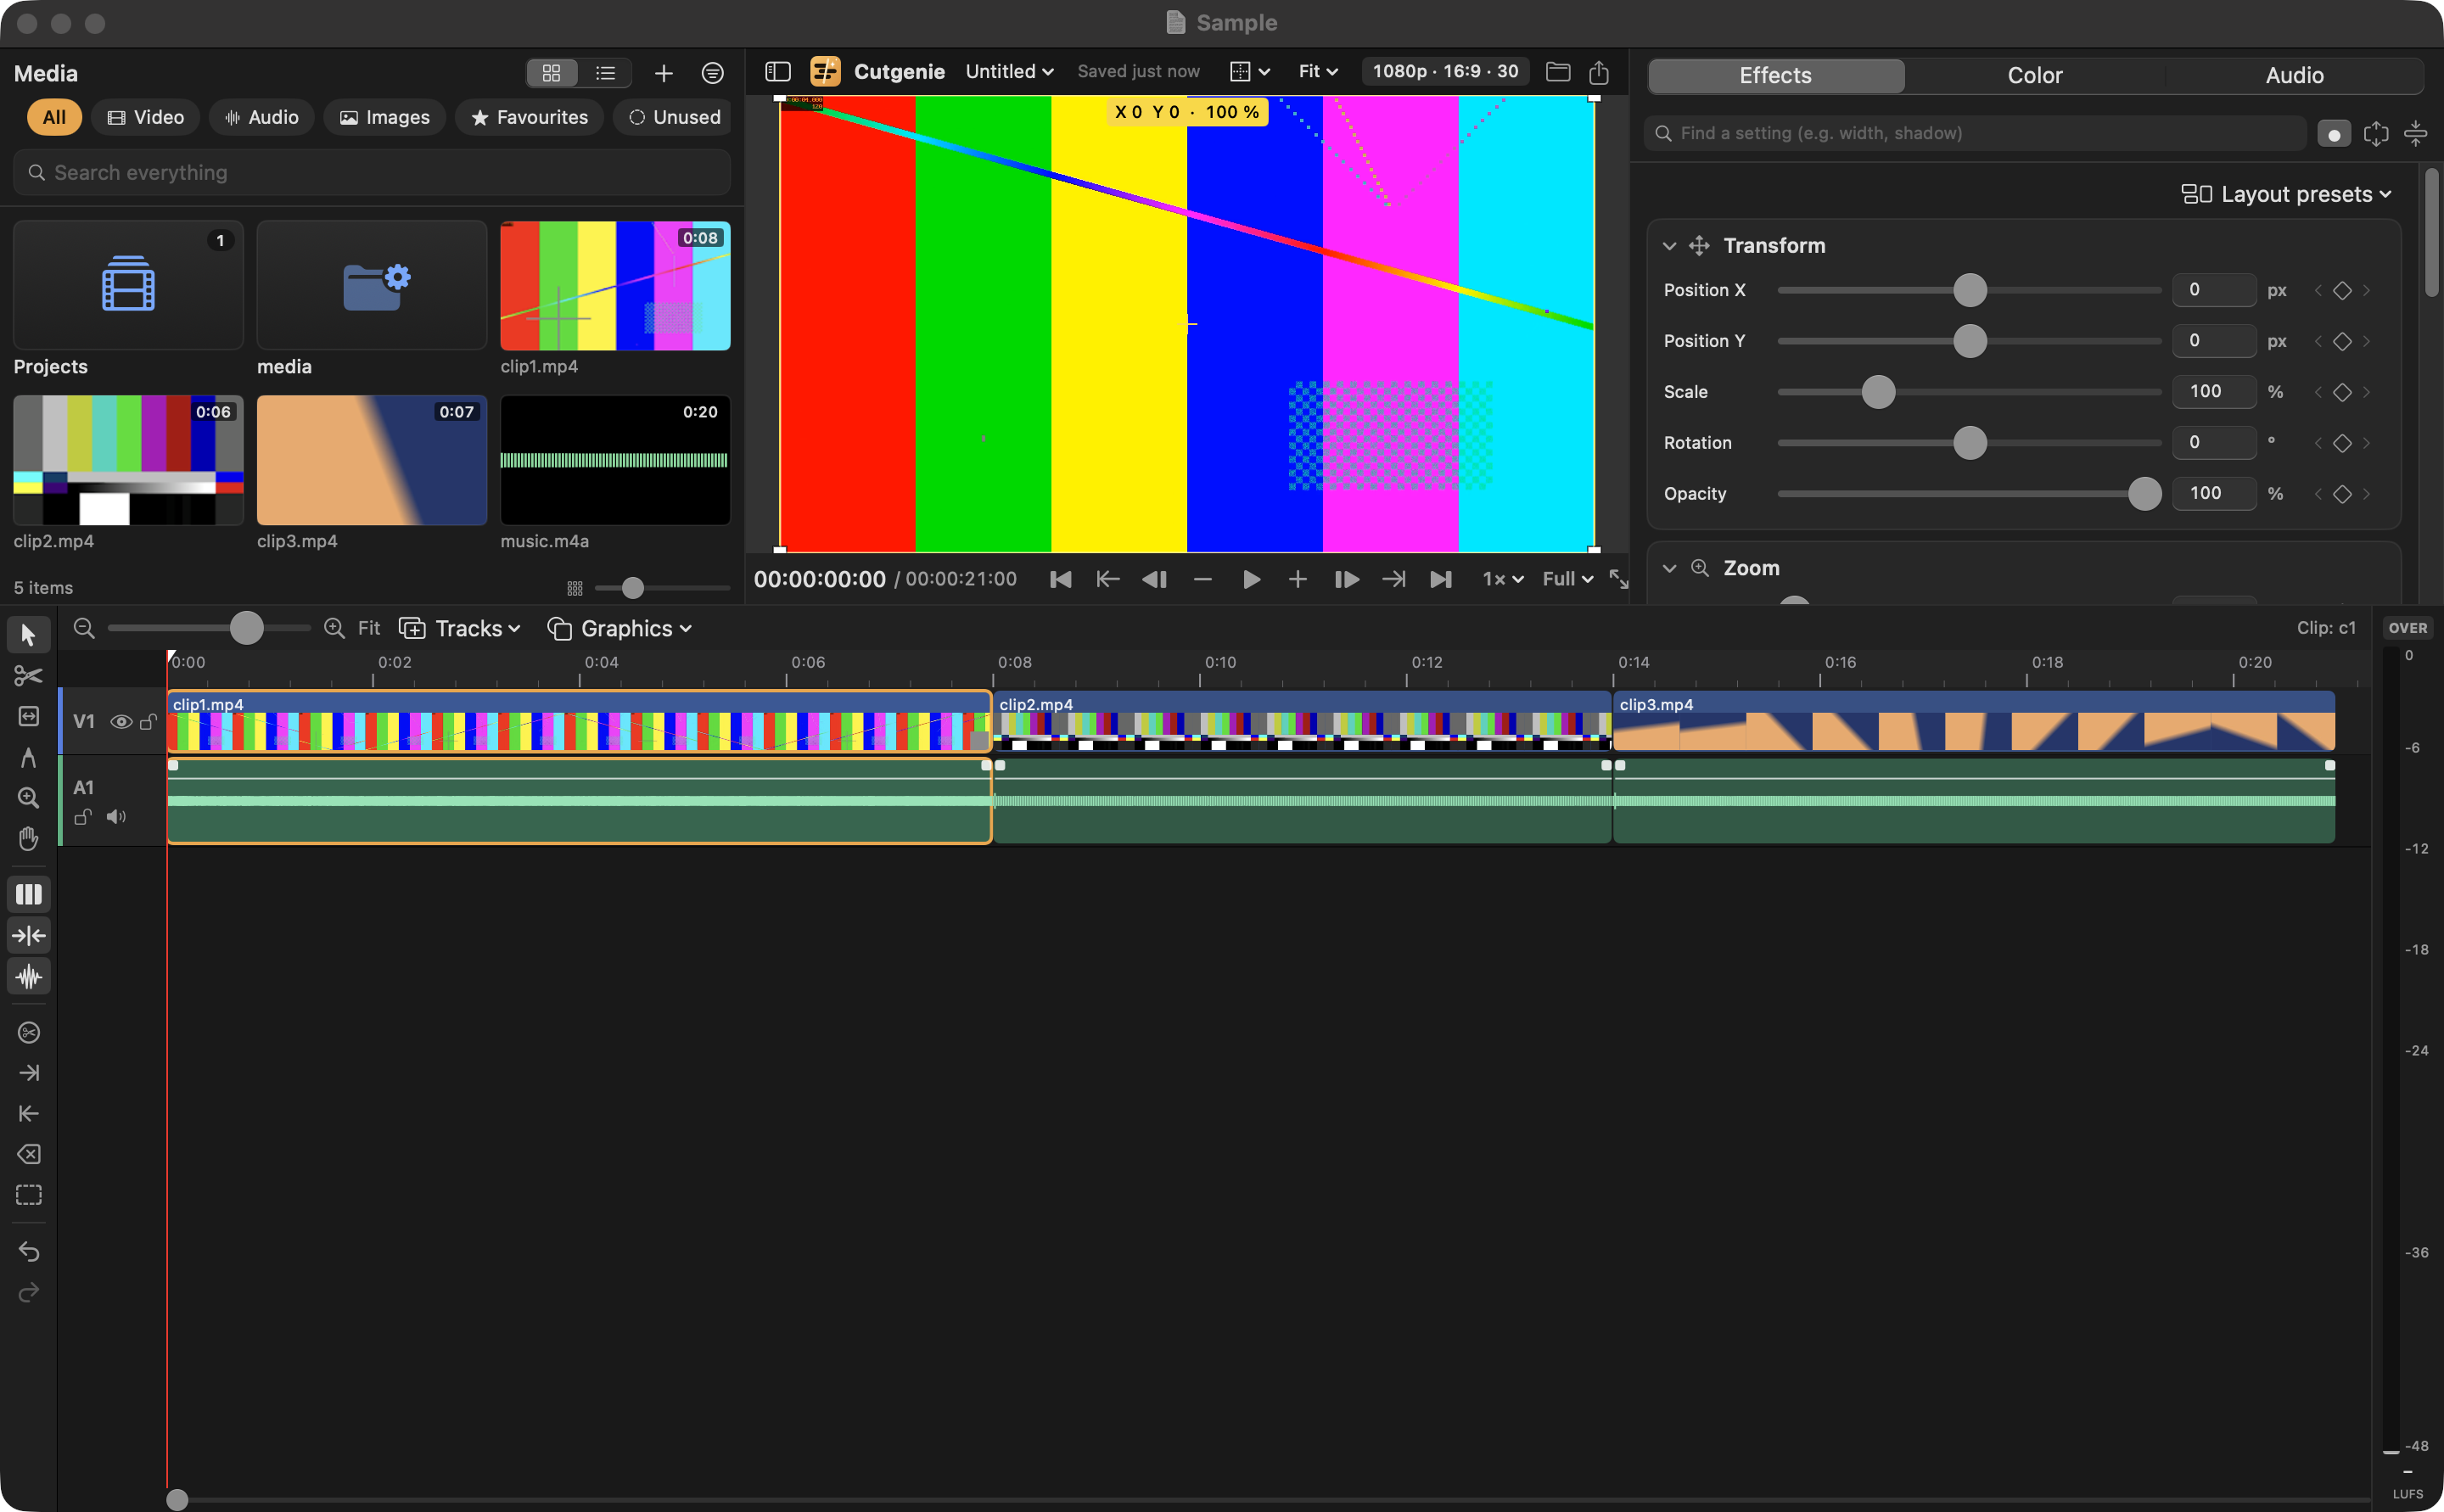 Sample
Media
Cutgenie
Untitled
Saved just now
Fit
1080p · 16:9 · 30
Effects
Color
Audio
All
Video
Audio
Images
Favourites
Unused
Search everything
X 0 Y 0 · 100 %
Find a setting (e.g. width, shadow)
Layout presets
1
Projects
media
0:08
clip1.mp4
0:06
clip2.mp4
0:07
clip3.mp4
0:20
music.m4a
5 items
Transform
Position X
0
px
Position Y
0
px
Scale
100
%
Rotation
0
°
Opacity
100
%
Zoom
00:00:00:00 / 00:00:21:00
1×
Full
Fit
Tracks
Graphics
Clip: c1
OVER
0:00
0:02
0:04
0:06
0:08
0:10
0:12
0:14
0:16
0:18
0:20
V1
clip1.mp4
clip2.mp4
clip3.mp4
A1
0
-6
-12
-18
-24
-36
-48
–
LUFS